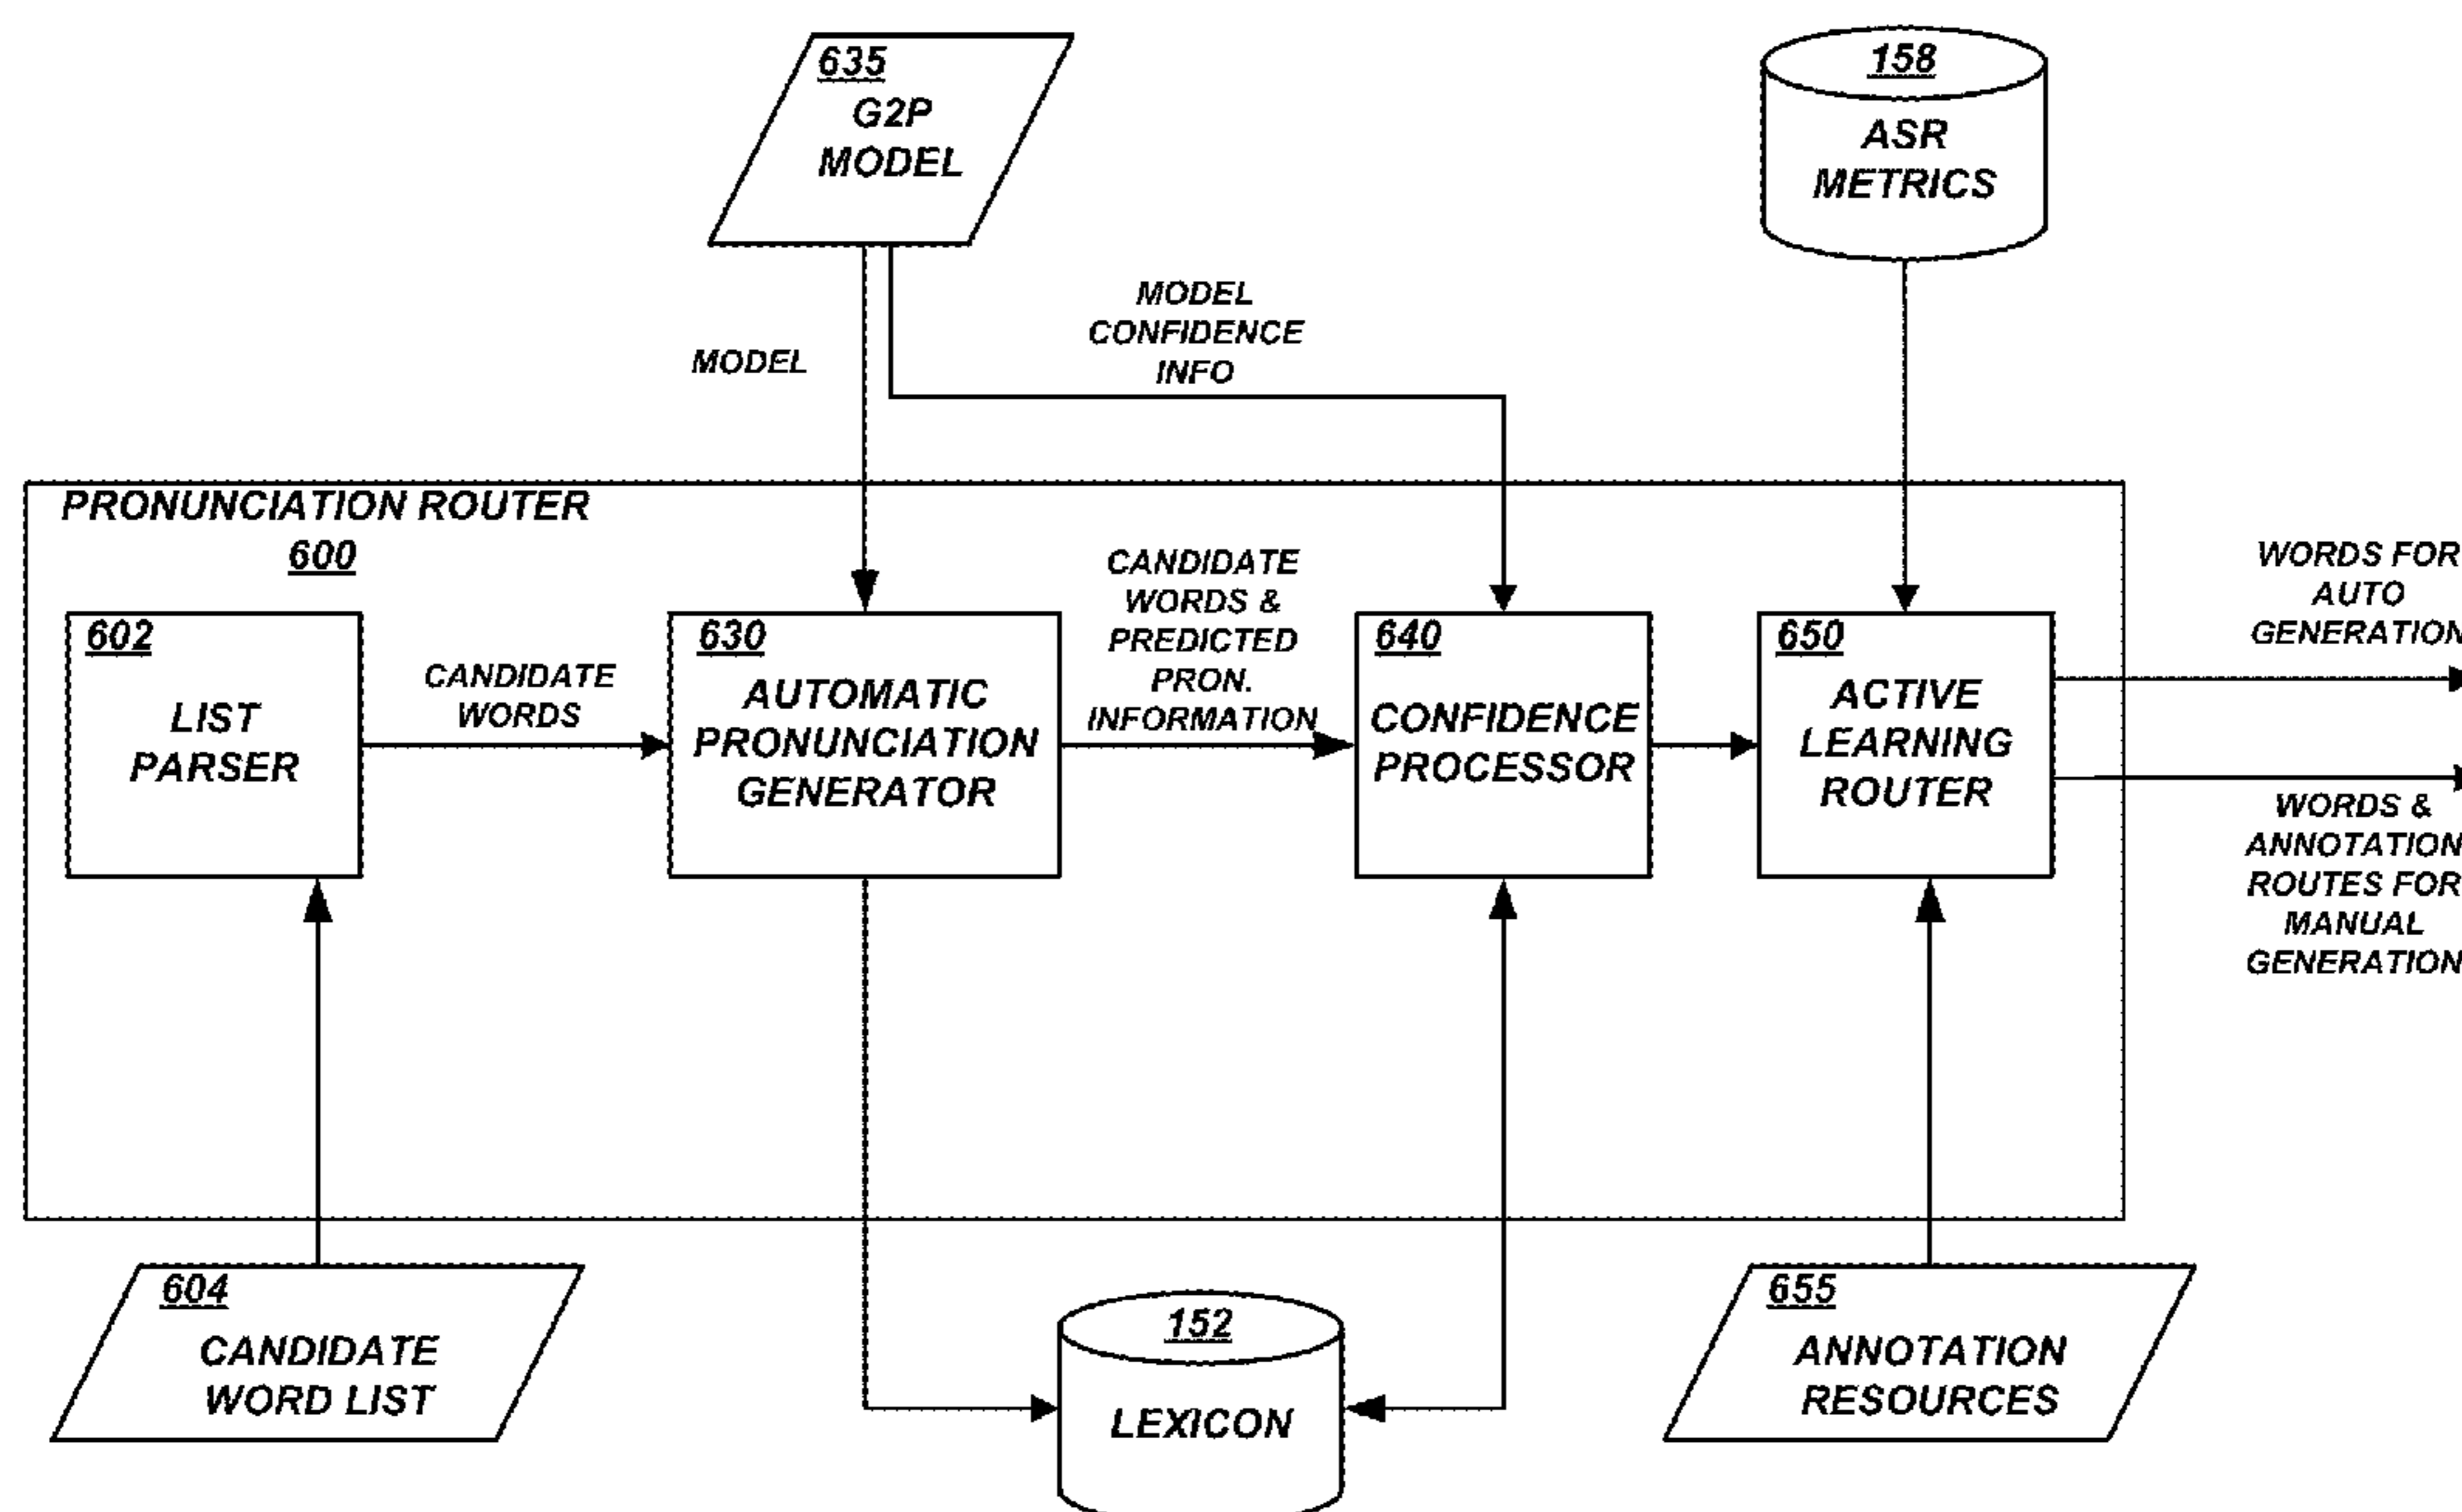 635
G2P
MODEL
158
ASR
METRICS
MODEL
CONFIDENCE
INFO
MODEL
PRONUNCIATION ROUTER
600
602
LIST
PARSER
CANDIDATE
WORDS
630
AUTOMATIC
PRONUNCIATION
GENERATOR
CANDIDATE
WORDS &
PREDICTED
PRON.
INFORMATION
640
CONFIDENCE
PROCESSOR
650
ACTIVE
LEARNING
ROUTER
WORDS FOR
AUTO
GENERATION
WORDS &
ANNOTATION
ROUTES FOR
MANUAL
GENERATION
604
CANDIDATE
WORD LIST
152
LEXICON
655
ANNOTATION
RESOURCES